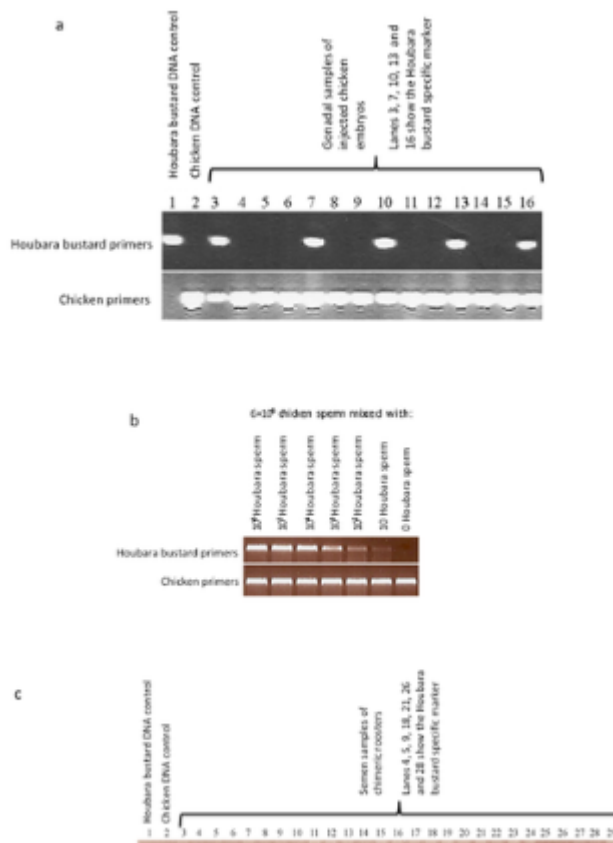 a
Houbara bustard DNA control
Chicken DNA control
Gonadal samples of
injected chicken
embryos
Lanes 3, 7, 10, 13 and
16 show the Houbara
bustard specific marker
1 2 3 4 5 6 7 8 9 10 11 12 13 14 15 16
Houbara bustard primers
Chicken primers
b
chicken sperm mixed with:
Houbara sperm
Houbara sperm
Houbara sperm
Houbara sperm
Houbara sperm
10 Houbara sperm
0 Houbara sperm
Houbara bustard primers
Chicken primers
c
Houbara bustard DNA control
Chicken DNA control
Semen samples of
chimeric roosters
Lanes 4, 5, 9, 18, 21, 26
and 28 show the Houbara
bustard specific marker
1 2 3 4 5 6 7 8 9 10 11 12 13 14 15 16 17 18 19 20 21 22 23 24 25 26 27 28 29